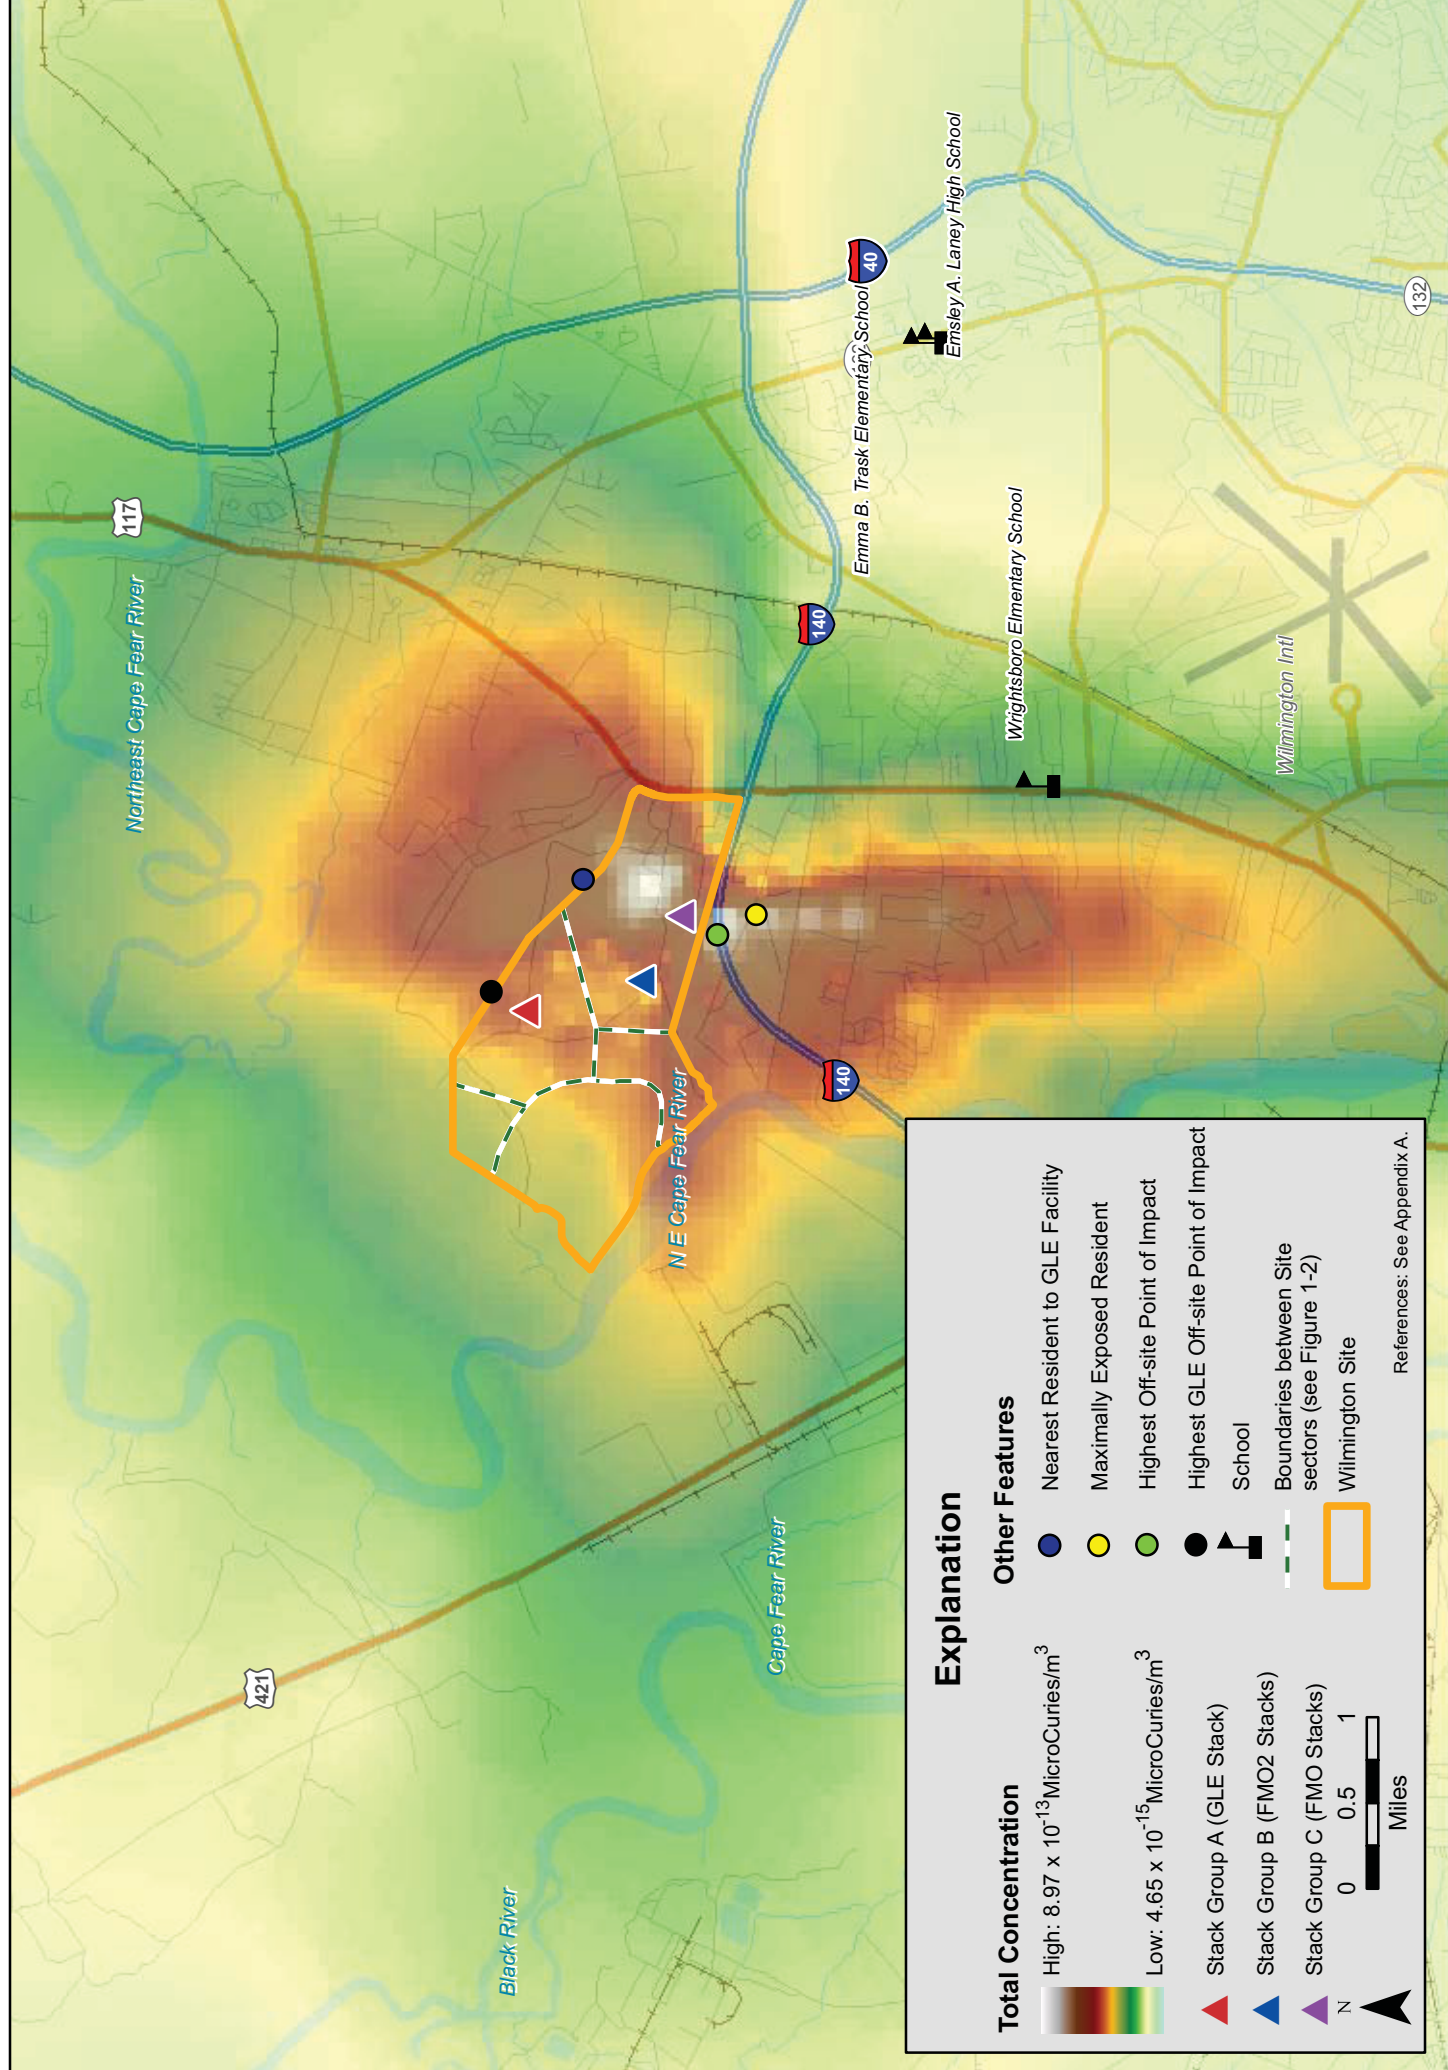 117
Northeast Cape Fear River
421
Black River
N E Cape Fear River
Cape Fear River
140
140
Emma B. Trask Elementary School
40
Emsley A. Laney High School
Wrightsboro Elmentary School
Wilmington Intl
132
Explanation
Total Concentration
High: 8.97 x 10⁻¹³ MicroCuries/m³
Low: 4.65 x 10⁻¹⁵ MicroCuries/m³
Stack Group A (GLE Stack)
Stack Group B (FMO2 Stacks)
Stack Group C (FMO Stacks)
N
0 0.5 1
Miles
Other Features
Nearest Resident to GLE Facility
Maximally Exposed Resident
Highest Off-site Point of Impact
Highest GLE Off-site Point of Impact
School
Boundaries between Site
sectors (see Figure 1-2)
Wilmington Site
References: See Appendix A.